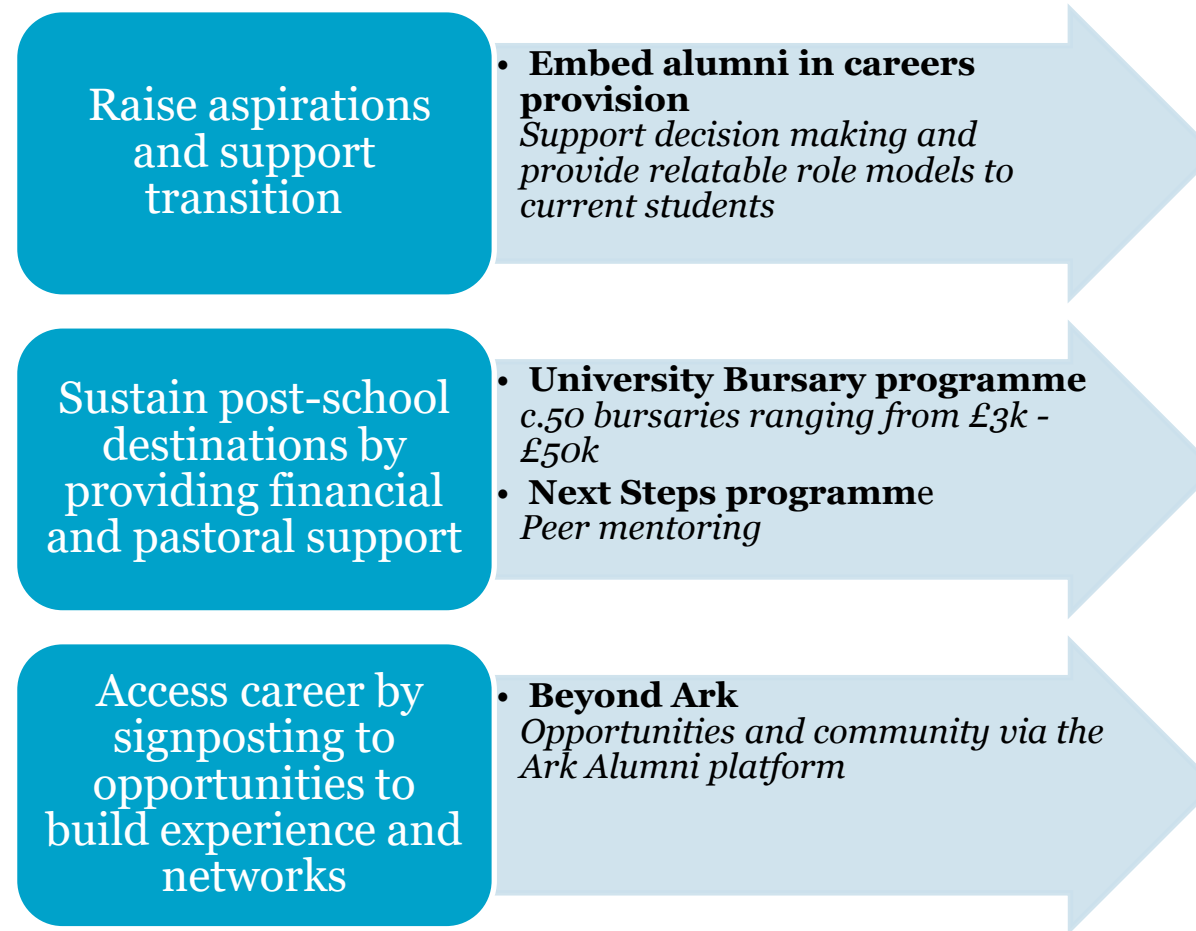 Raise aspirations
and support
transition
• Embed alumni in careers
provision
Support decision making and
provide relatable role models to
current students
Sustain post-school
destinations by
providing financial
and pastoral support
• University Bursary programme
c.50 bursaries ranging from £3k -
£50k
• Next Steps programme
Peer mentoring
Access career by
signposting to
opportunities to
build experience and
networks
• Beyond Ark
Opportunities and community via the
Ark Alumni platform